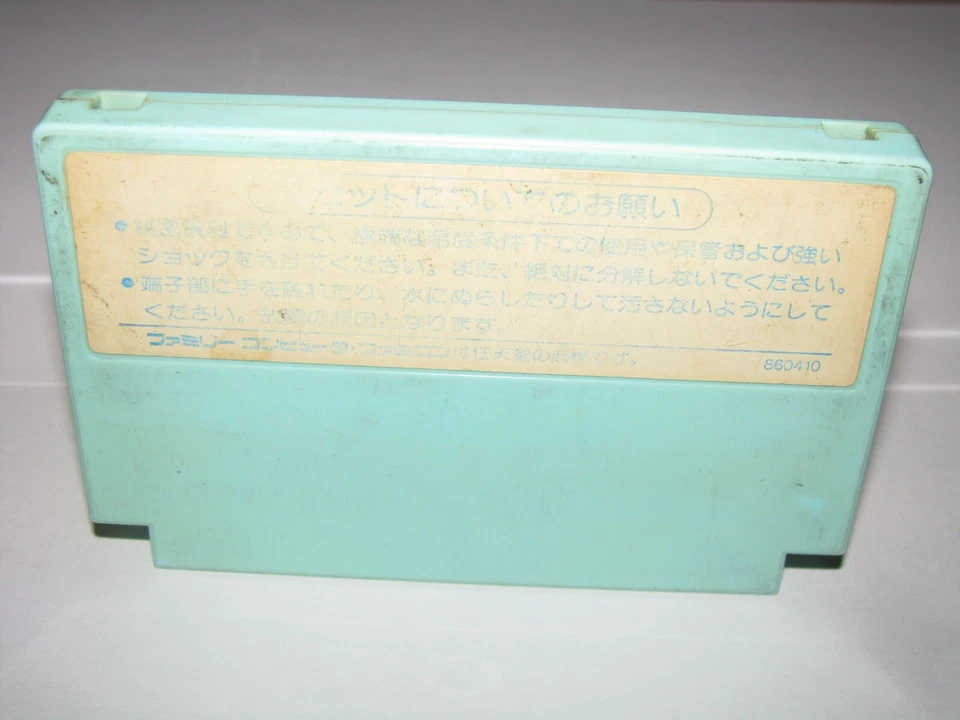 ットについてのお願い
● 精密機器ですので、極端な温度条件下での使用や保管および強い
ショックをさけてください。また、絶対に分解しないでください。
● 端子部に手を触れたり、水にぬらしたりして汚さないようにして
ください。故障の原因となります。
ファミリーコンピュータ・ファミコンは任天堂の商標です。
S60410